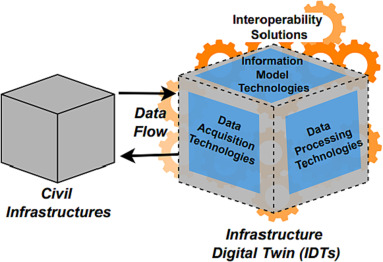 Interoperability
Solutions
Information
Model
Technologies
Data
Flow
Data
Acquisition
Technologies
Data
Processing
Technologies
Civil
Infrastructures
Infrastructure
Digital Twin (IDTs)